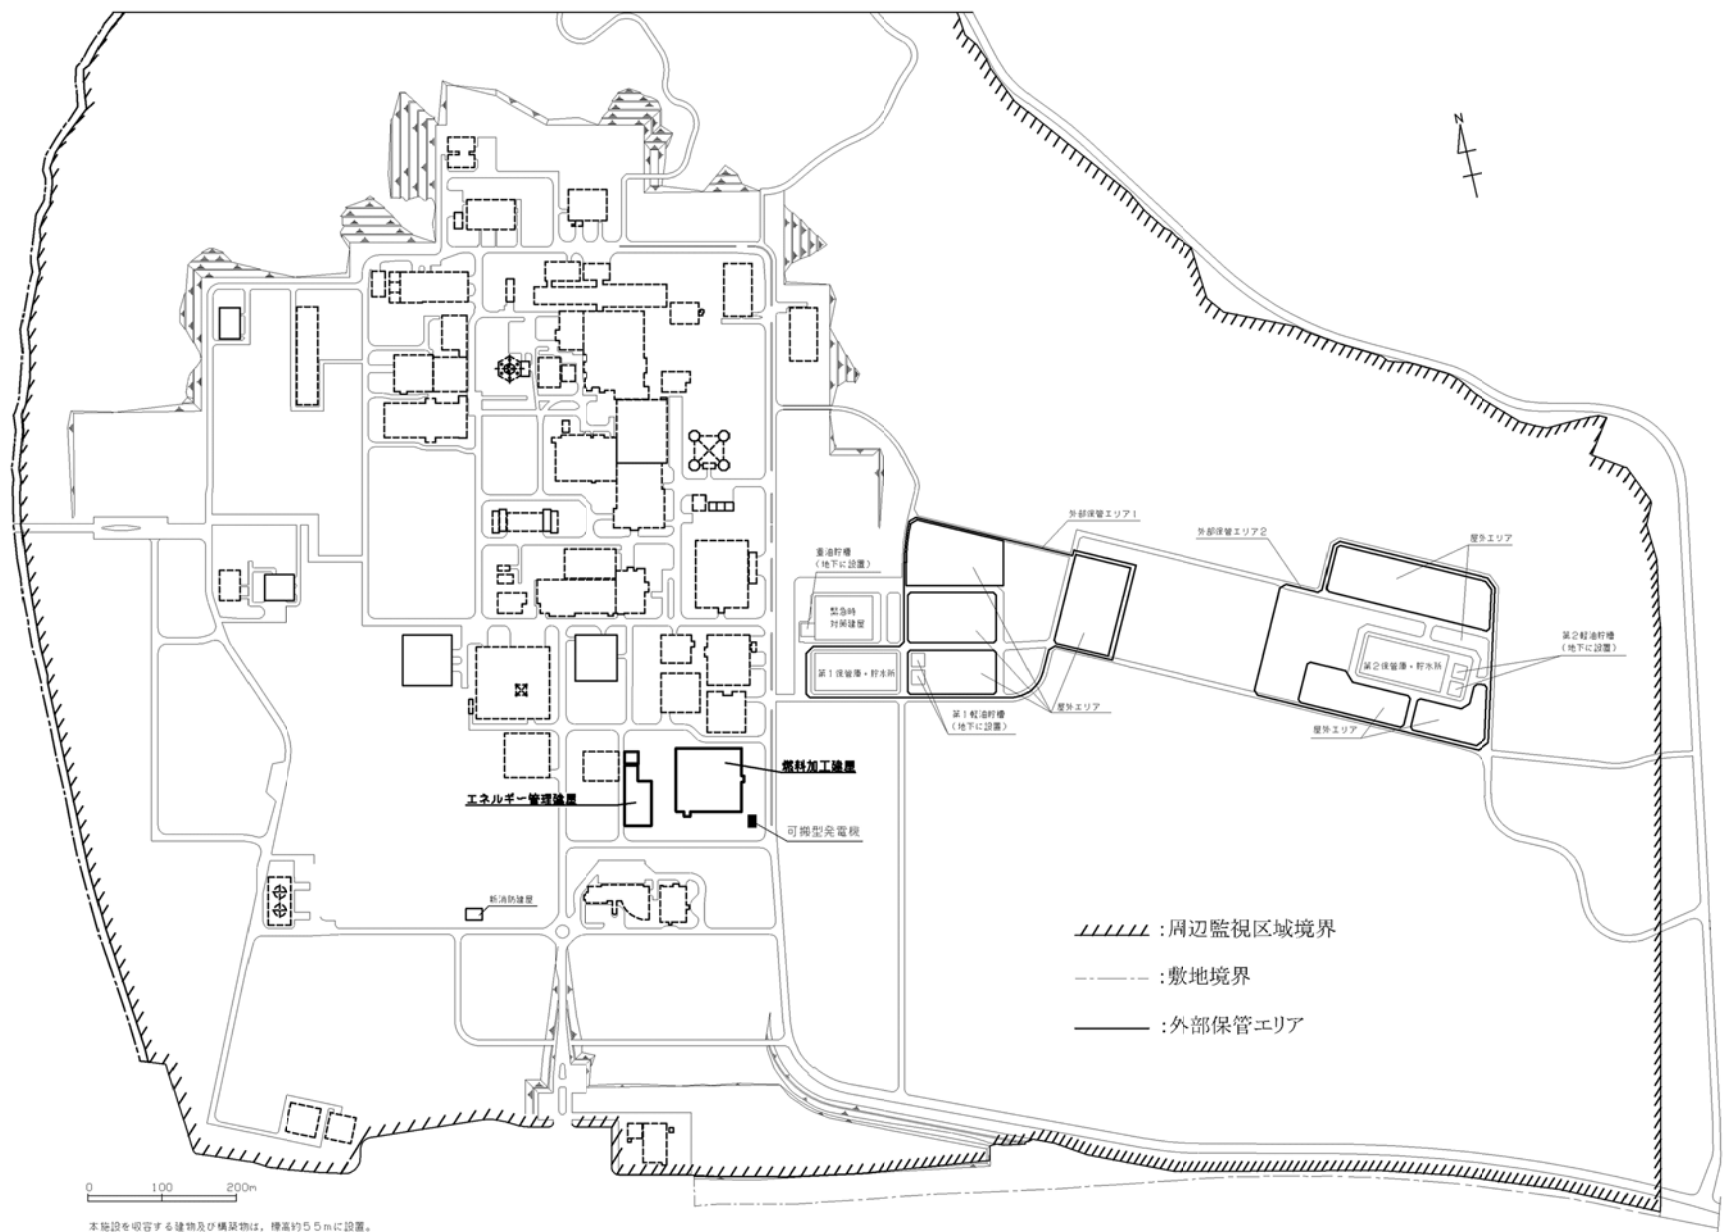 N
外部保管エリア1
外部保管エリア2
屋外エリア
重油貯槽
(地下に設置)
緊急時
対策建屋
第2軽油貯槽
(地下に設置)
第1保管庫・貯水所
第2保管庫・貯水所
屋外エリア
第1軽油貯槽
(地下に設置)
屋外エリア
燃料加工建屋
エネルギー管理建屋
可搬型発電機
新消防建屋
:周辺監視区域境界
:敷地境界
:外部保管エリア
0 100 200m
本施設を収容する建物及び構築物は，標高約55mに設置。